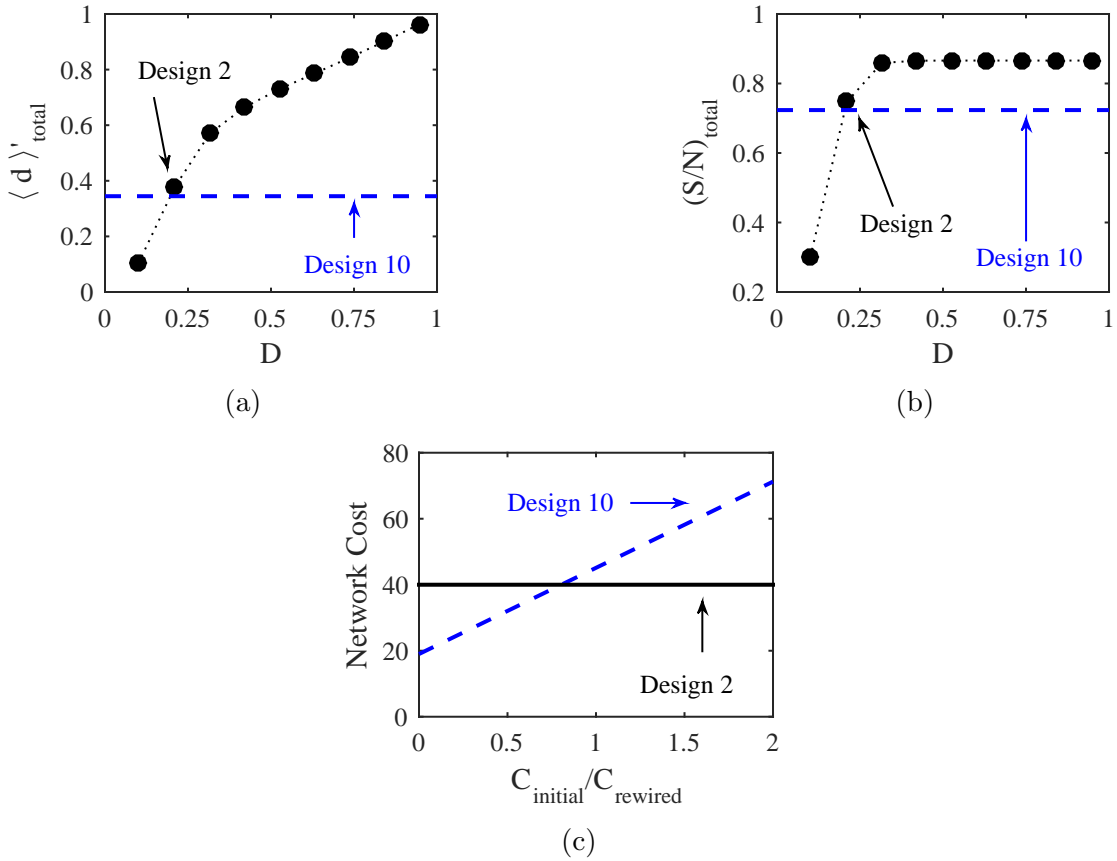 1
0.8
0.6
0.4
0.2
0
⟨ d ⟩'total
Design 2
Design 10
0
0.25
0.5
0.75
1
D
(a)
1
0.8
0.6
0.4
0.2
(S/N)total
Design 2
Design 10
0
0.25
0.5
0.75
1
D
(b)
80
60
40
20
0
Network Cost
Design 10
Design 2
0
0.5
1
1.5
2
Cinitial/Crewired
(c)